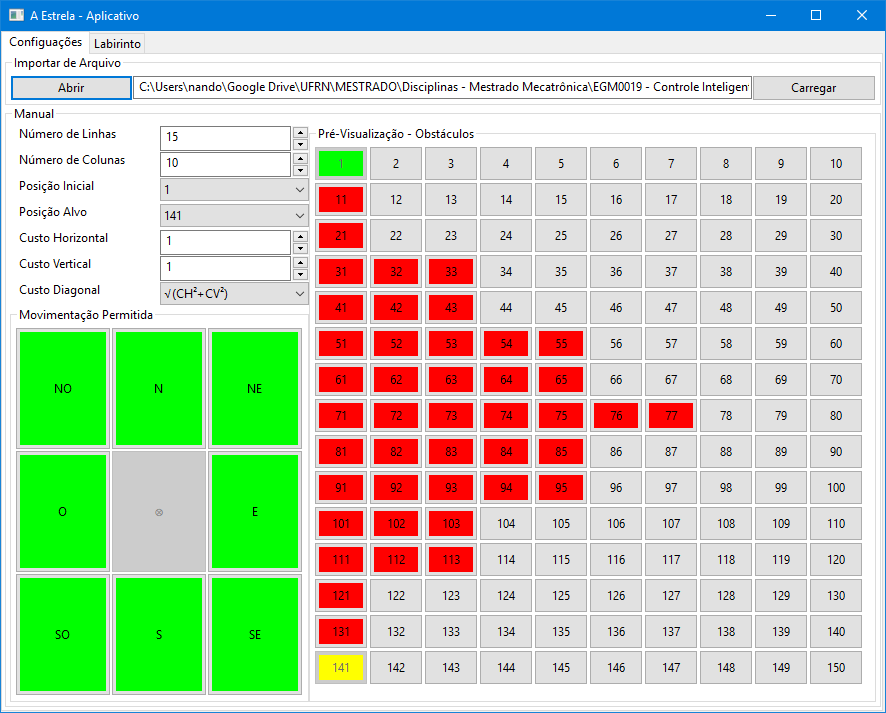 A Estrela - Aplicativo
Configuações Labirinto
Importar de Arquivo
Abrir C:\Users\nando\Google Drive\UFRN\MESTRADO\Disciplinas - Mestrado Mecatrônica\EGM0019 - Controle Inteligen Carregar
Manual
Número de Linhas 15
Número de Colunas 10
Posição Inicial 1
Posição Alvo 141
Custo Horizontal 1
Custo Vertical 1
Custo Diagonal √(CH²+CV²)
Movimentação Permitida
NO N NE
O ⊗ E
SO S SE
Pré-Visualização - Obstáculos
1 2 3 4 5 6 7 8 9 10
11 12 13 14 15 16 17 18 19 20
21 22 23 24 25 26 27 28 29 30
31 32 33 34 35 36 37 38 39 40
41 42 43 44 45 46 47 48 49 50
51 52 53 54 55 56 57 58 59 60
61 62 63 64 65 66 67 68 69 70
71 72 73 74 75 76 77 78 79 80
81 82 83 84 85 86 87 88 89 90
91 92 93 94 95 96 97 98 99 100
101 102 103 104 105 106 107 108 109 110
111 112 113 114 115 116 117 118 119 120
121 122 123 124 125 126 127 128 129 130
131 132 133 134 135 136 137 138 139 140
141 142 143 144 145 146 147 148 149 150